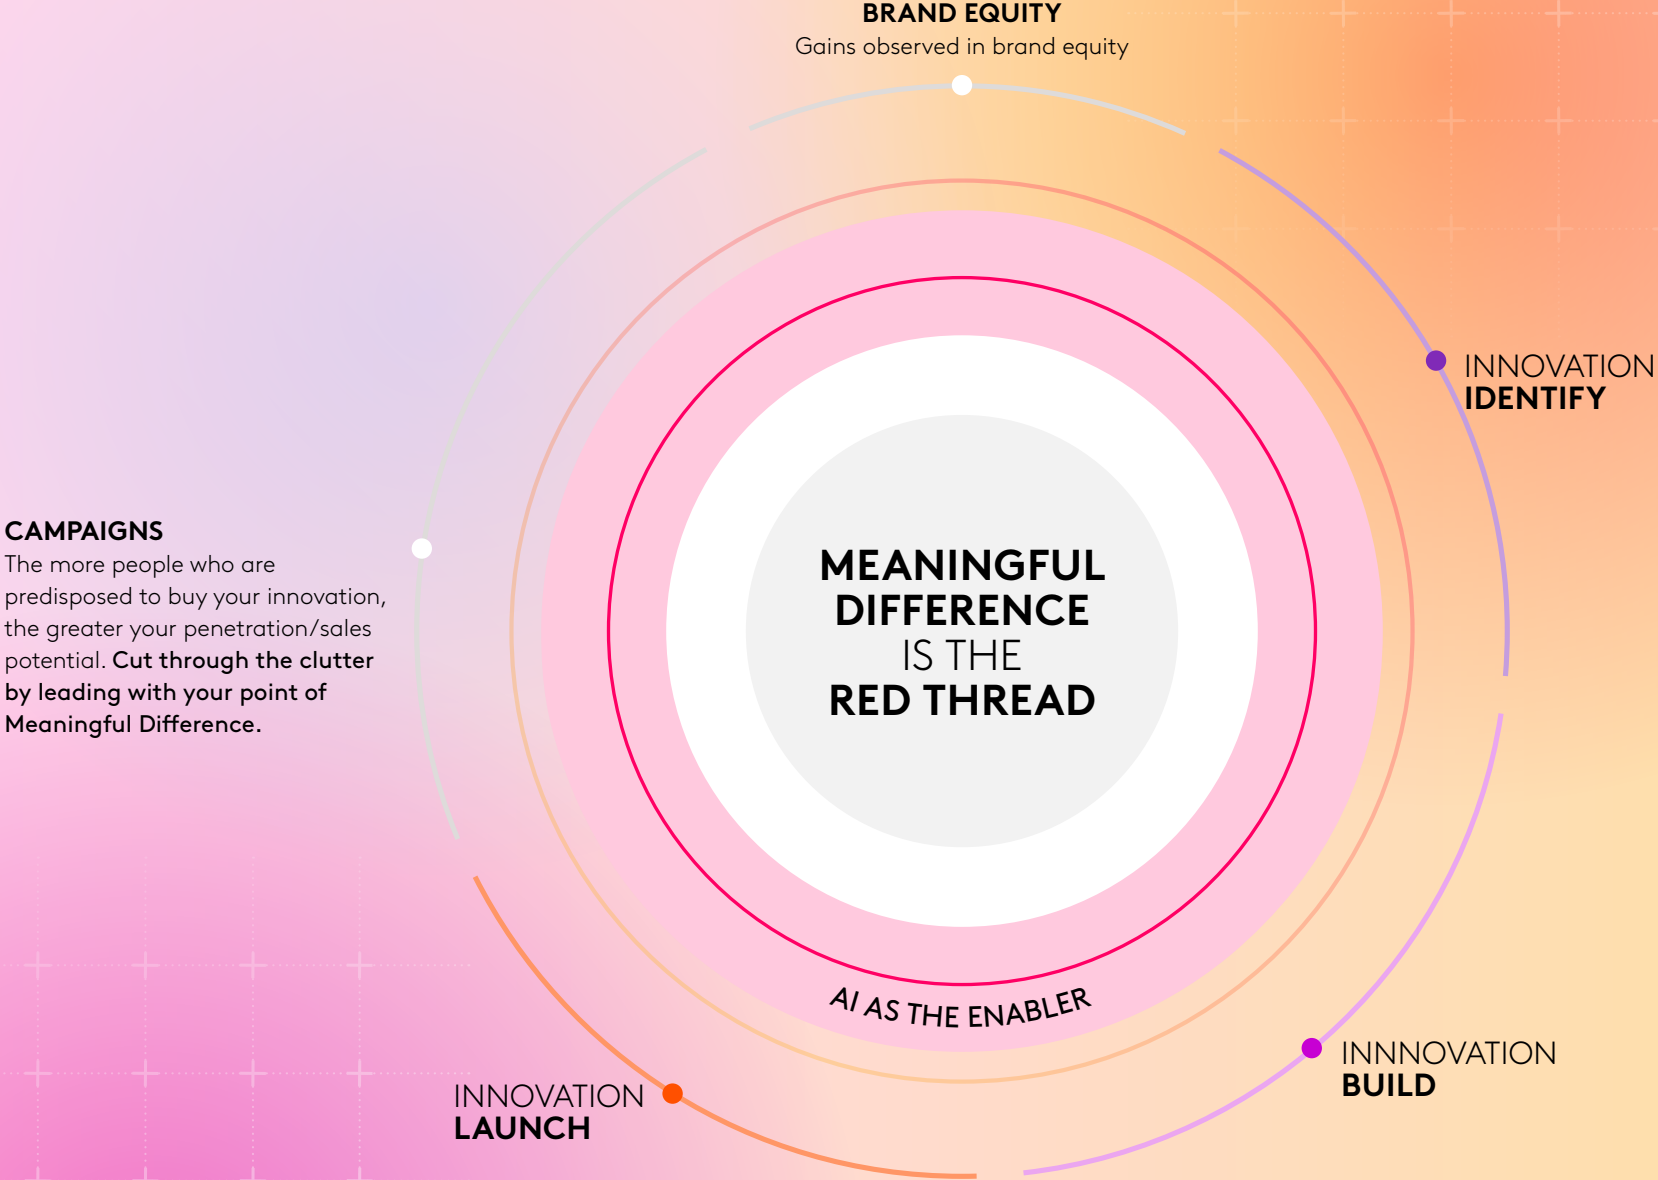 BRAND EQUITY
Gains observed in brand equity
INNOVATION
IDENTIFY
CAMPAIGNS
The more people who are
predisposed to buy your innovation,
the greater your penetration/sales
potential. Cut through the clutter
by leading with your point of
Meaningful Difference.
MEANINGFUL
DIFFERENCE
IS THE
RED THREAD
AI AS THE ENABLER
INNNOVATION
BUILD
INNOVATION
LAUNCH